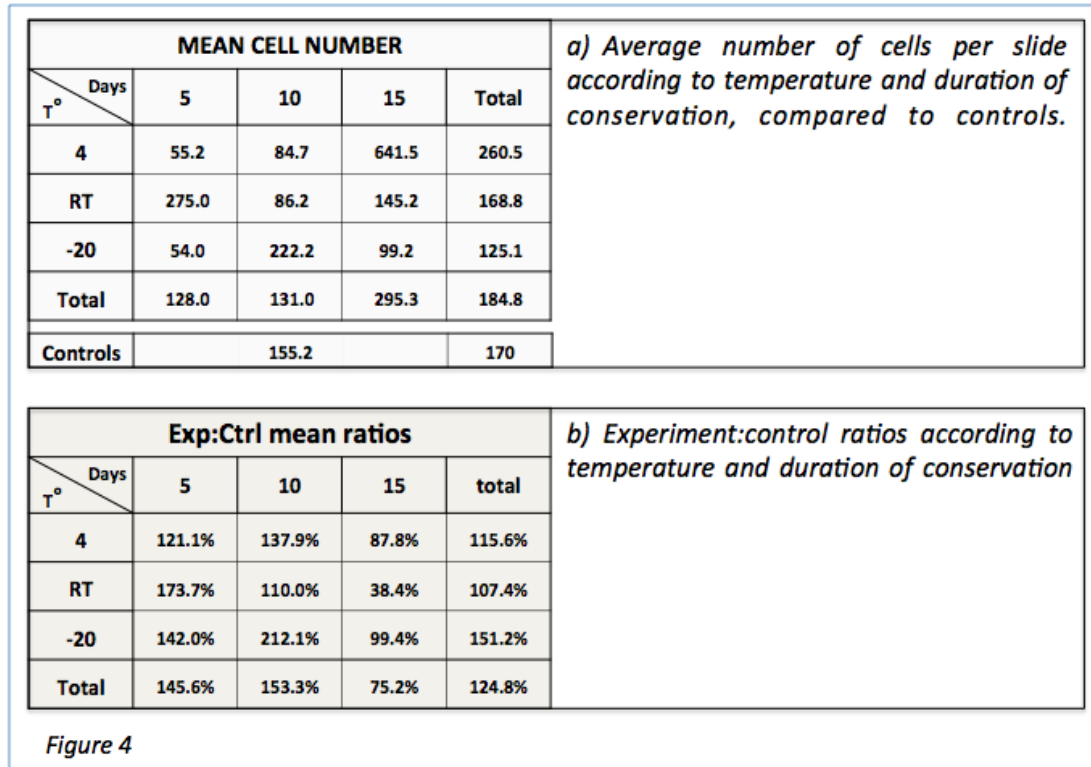 MEAN CELL NUMBER
Days
T° 5 10 15 Total
4 55.2 84.7 641.5 260.5
RT 275.0 86.2 145.2 168.8
-20 54.0 222.2 99.2 125.1
Total 128.0 131.0 295.3 184.8
Controls 155.2 170
a) Average number of cells per slide
according to temperature and duration of
conservation, compared to controls.
Exp:Ctrl mean ratios
Days
T° 5 10 15 total
4 121.1% 137.9% 87.8% 115.6%
RT 173.7% 110.0% 38.4% 107.4%
-20 142.0% 212.1% 99.4% 151.2%
Total 145.6% 153.3% 75.2% 124.8%
b) Experiment:control ratios according to
temperature and duration of conservation
Figure 4